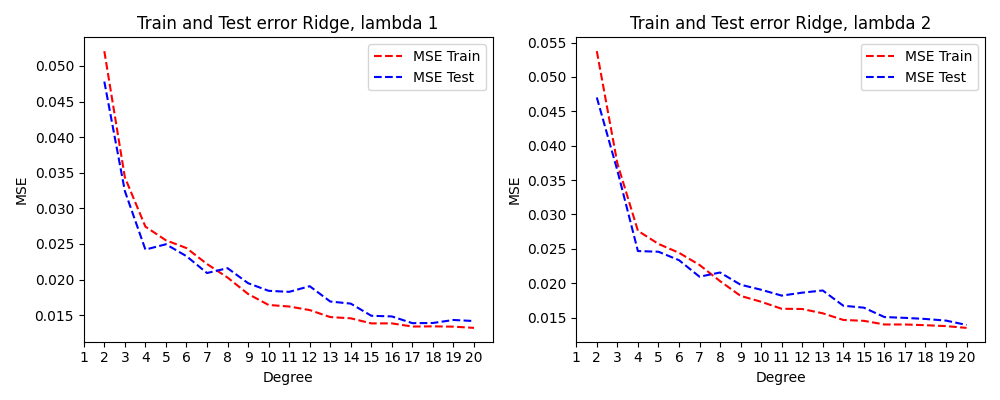 Train and Test error Ridge, lambda 1
MSE Train
MSE Test
0.050
0.045
0.040
0.035
0.030
0.025
0.020
0.015
MSE
1 2 3 4 5 6 7 8 9 10 11 12 13 14 15 16 17 18 19 20
Degree
Train and Test error Ridge, lambda 2
MSE Train
MSE Test
0.055
0.050
0.045
0.040
0.035
0.030
0.025
0.020
0.015
MSE
1 2 3 4 5 6 7 8 9 10 11 12 13 14 15 16 17 18 19 20
Degree